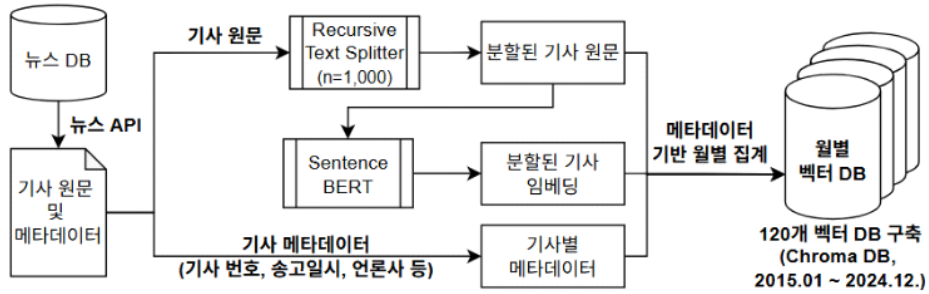 뉴스 DB
뉴스 API
기사 원문
및
메타데이터
기사 원문
Recursive
Text Splitter
(n=1,000)
분할된 기사 원문
Sentence
BERT
분할된 기사
임베딩
기사 메타데이터
(기사 번호, 송고일시, 언론사 등)
기사별
메타데이터
메타데이터
기반 월별 집계
월별
벡터 DB
120개 벡터 DB 구축
(Chroma DB,
2015.01 ~ 2024.12.)